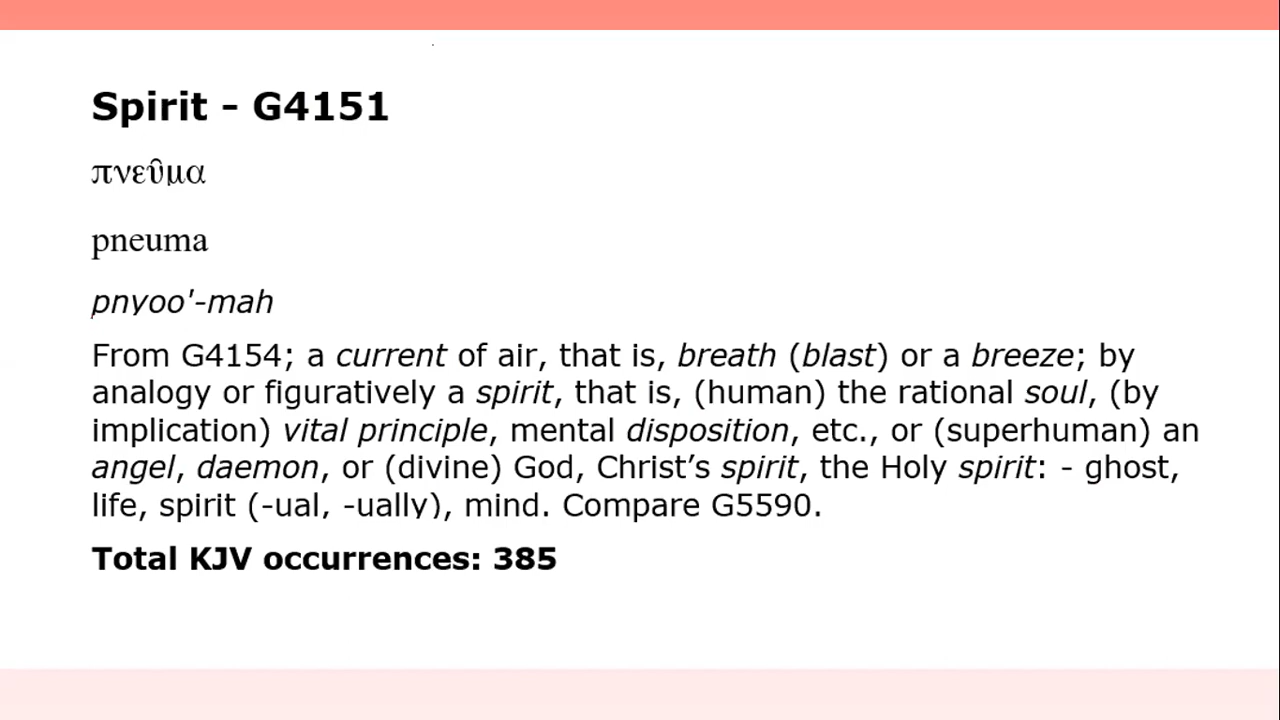 Spirit – G4151
πνεῦμα
pneuma
pnyoo'-mah
From G4154; a current of air, that is, breath (blast) or a breeze; by
analogy or figuratively a spirit, that is, (human) the rational soul, (by
implication) vital principle, mental disposition, etc., or (superhuman) an
angel, daemon, or (divine) God, Christ’s spirit, the Holy spirit: - ghost,
life, spirit (-ual, -ually), mind. Compare G5590.
Total KJV occurrences: 385